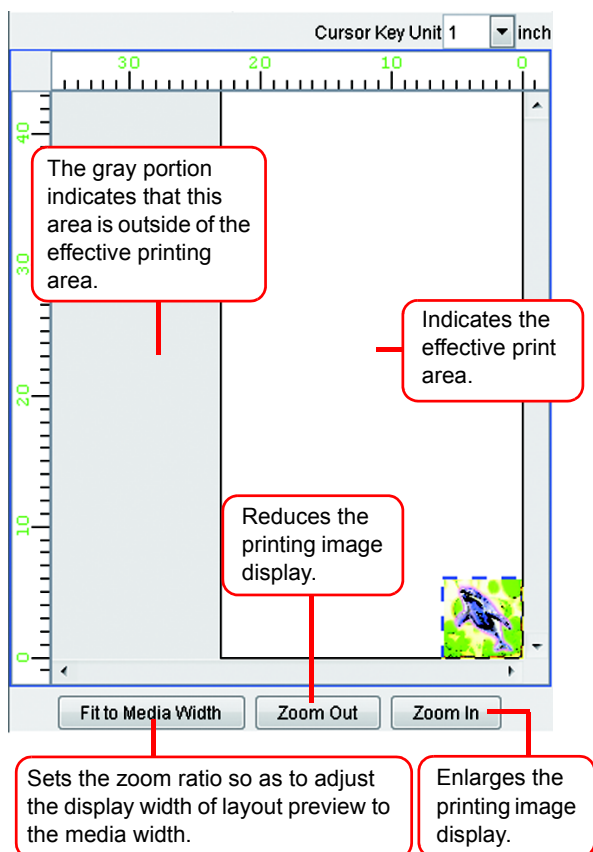 Cursor Key Unit 1 inch
30 20 10 0
40
30
20
10
0
The gray portion
indicates that this
area is outside of the
effective printing
area.
Indicates the
effective print
area.
Reduces the
printing image
display.
Fit to Media Width
Zoom Out
Zoom In
Sets the zoom ratio so as to adjust
the display width of layout preview to
the media width.
Enlarges the
printing image
display.